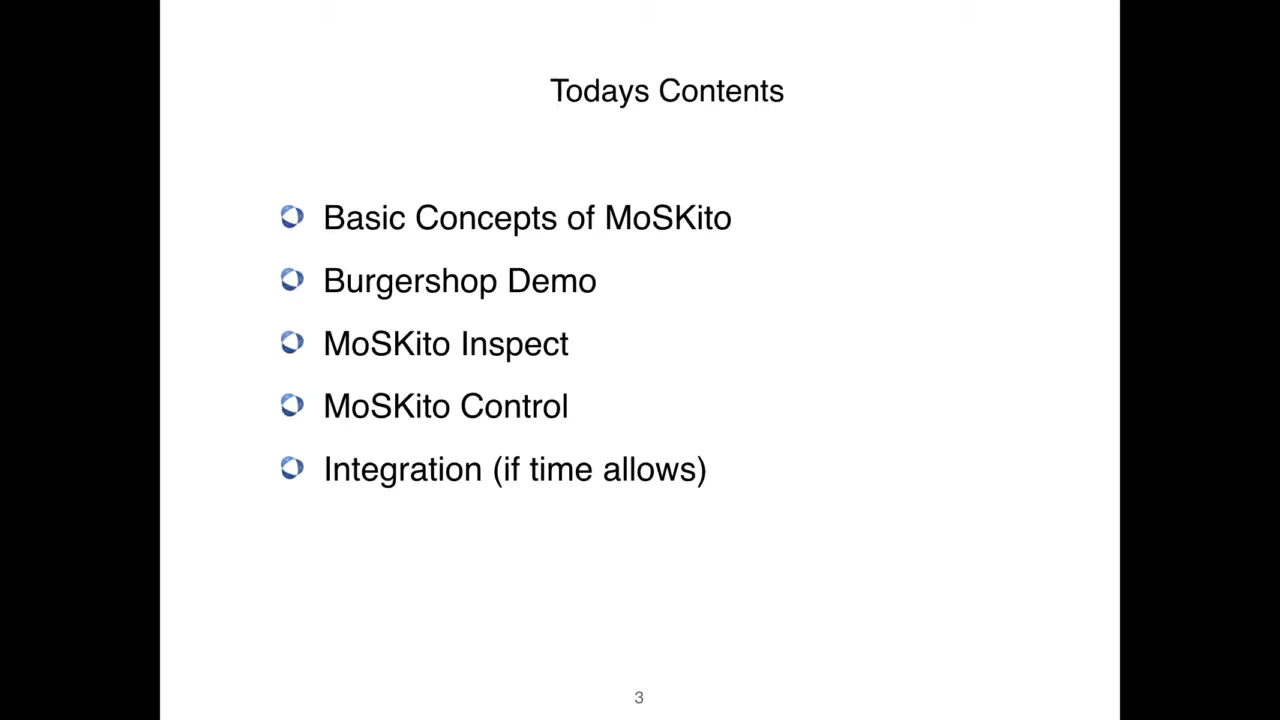 Todays Contents
Basic Concepts of MoSKito
Burgershop Demo
MoSKito Inspect
MoSKito Control
Integration (if time allows)
3